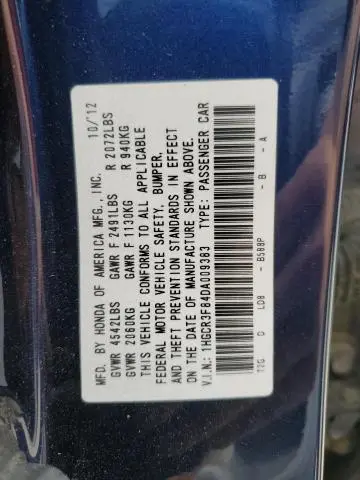 MFD. BY HONDA OF AMERICA MFG., INC. 10/'12
GVWR 4542LBS GAWR F 2491LBS R 2072LBS
GVWR 2060KG GAWR F 1130KG R 940KG
THIS VEHICLE CONFORMS TO ALL APPLICABLE
FEDERAL MOTOR VEHICLE SAFETY, BUMPER,
AND THEFT PREVENTION STANDARDS IN EFFECT
ON THE DATE OF MANUFACTURE SHOWN ABOVE.
V.I.N.: 1HGCR3F84DA009383 TYPE: PASSENGER CAR
T2G D LD8 - B588P - B - A